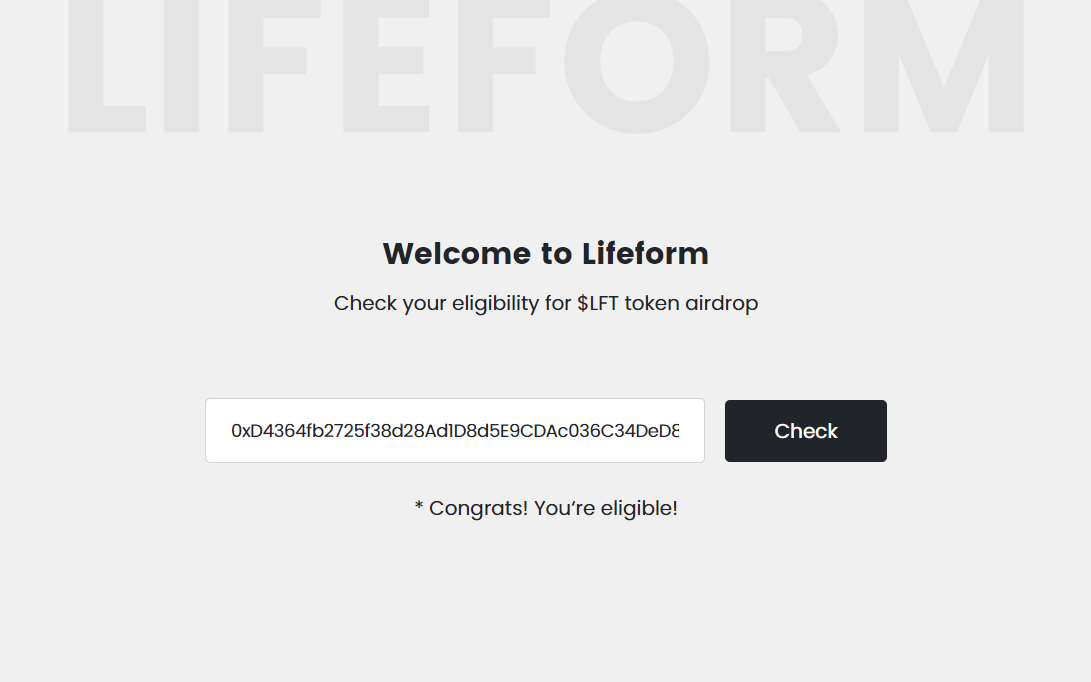 LIFEFORM
Welcome to Lifeform
Check your eligibility for $LFT token airdrop
0xD4364fb2725f38d28Ad1D8d5E9CDAc036C34DeD8
Check
* Congrats! You’re eligible!